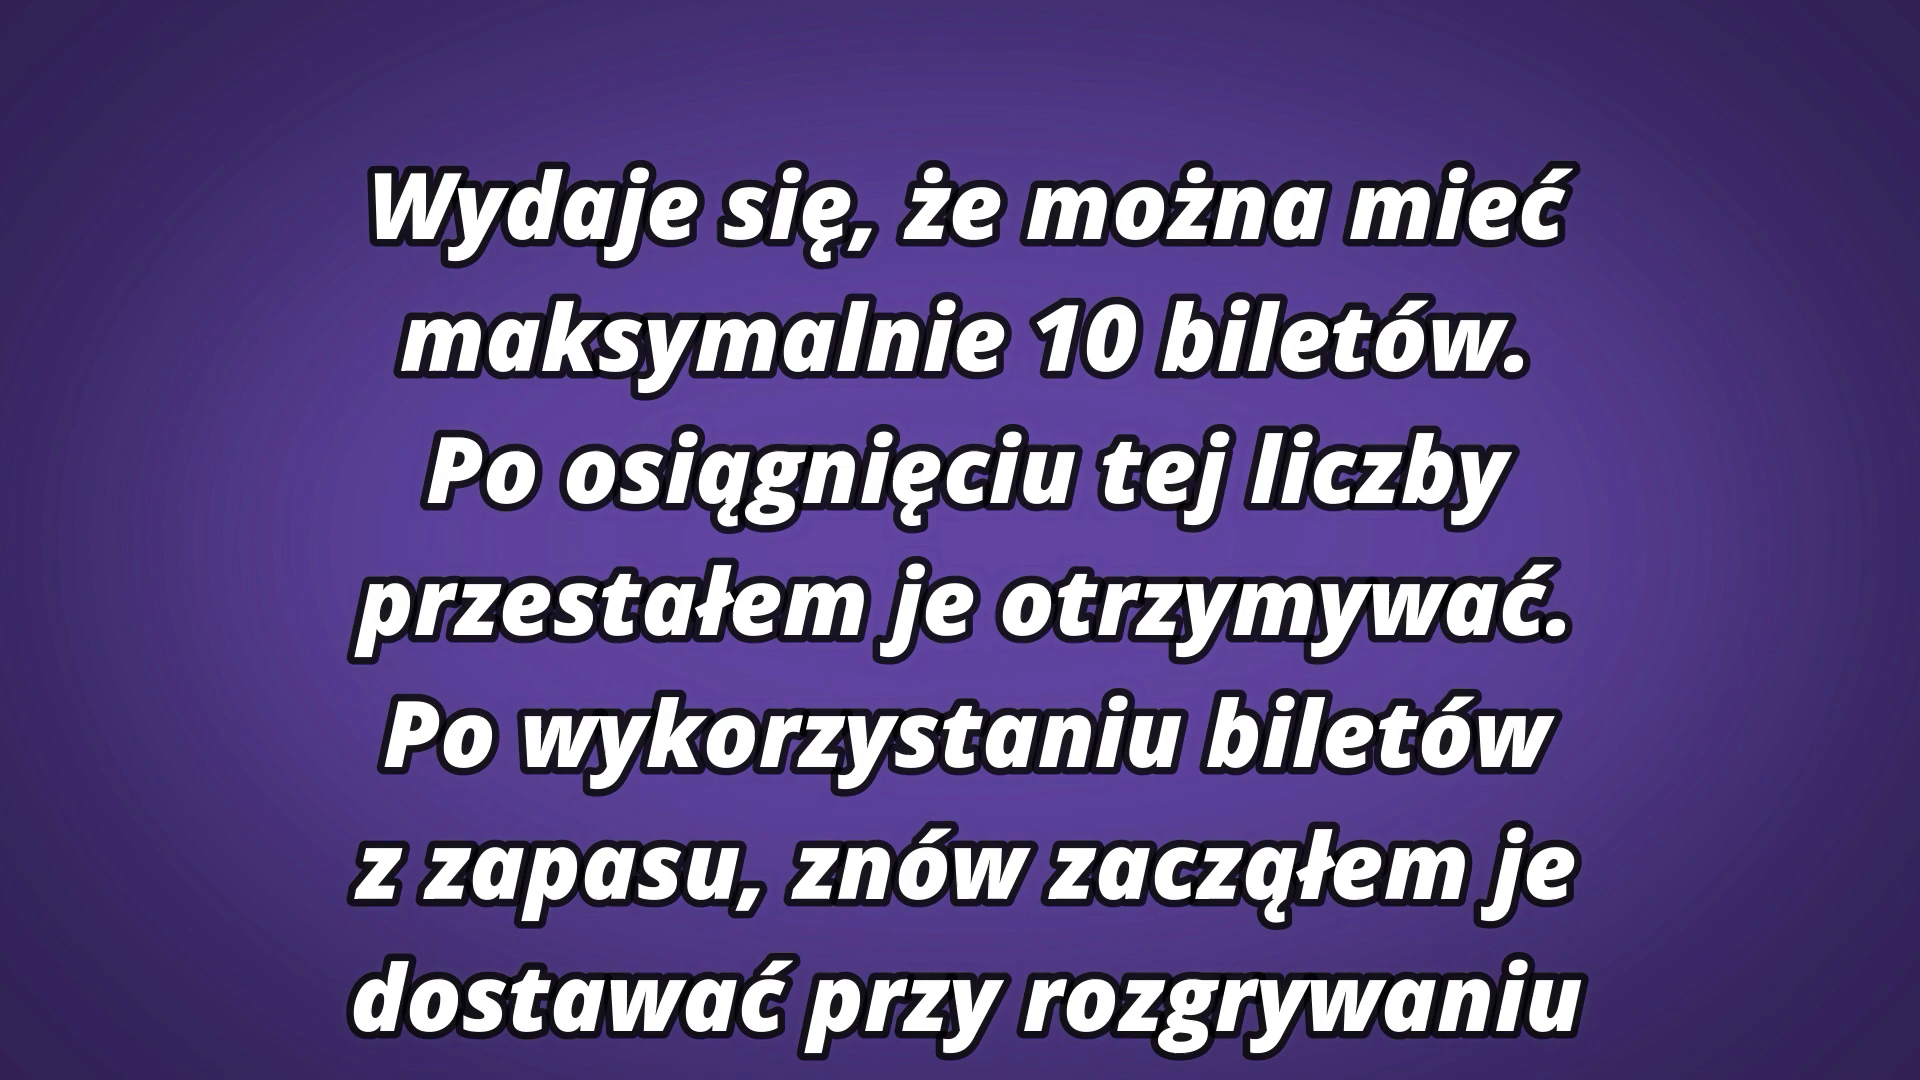 Wydaje się, że można mieć
maksymalnie 10 biletów.
Po osiągnięciu tej liczby
przestałem je otrzymywać.
Po wykorzystaniu biletów
z zapasu, znów zacząłem je
dostawać przy rozgrywaniu